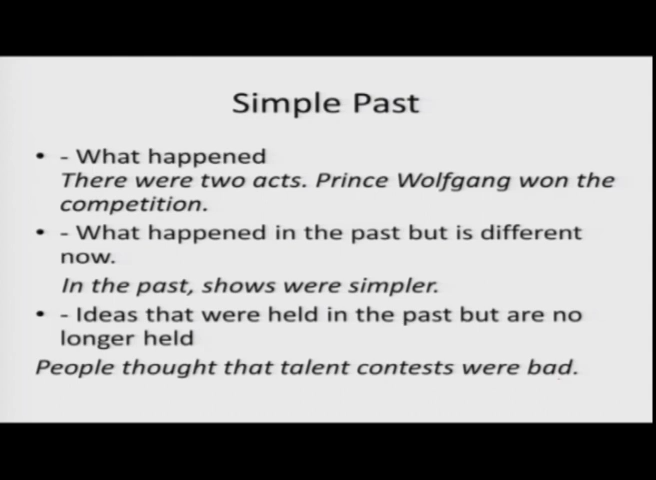 Simple Past
• - What happened
There were two acts. Prince Wolfgang won the
competition.
• - What happened in the past but is different
now.
In the past, shows were simpler.
• - Ideas that were held in the past but are no
longer held
People thought that talent contests were bad.